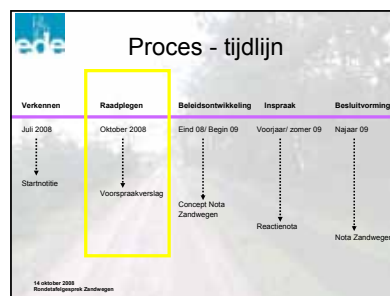 ede
Proces - tijdlijn
Verkennen Raadplegen Beleidsontwikkeling Inspraak Besluitvorming
Juli 2008 Oktober 2008 Eind 08/ Begin 09 Voorjaar/ zomer 09 Najaar 09
Startnotitie
Voorspraakverslag
Concept Nota
Zandwegen
Reactienota
Nota Zandwegen
14 oktober 2008
Rondetafelgesprek Zandwegen